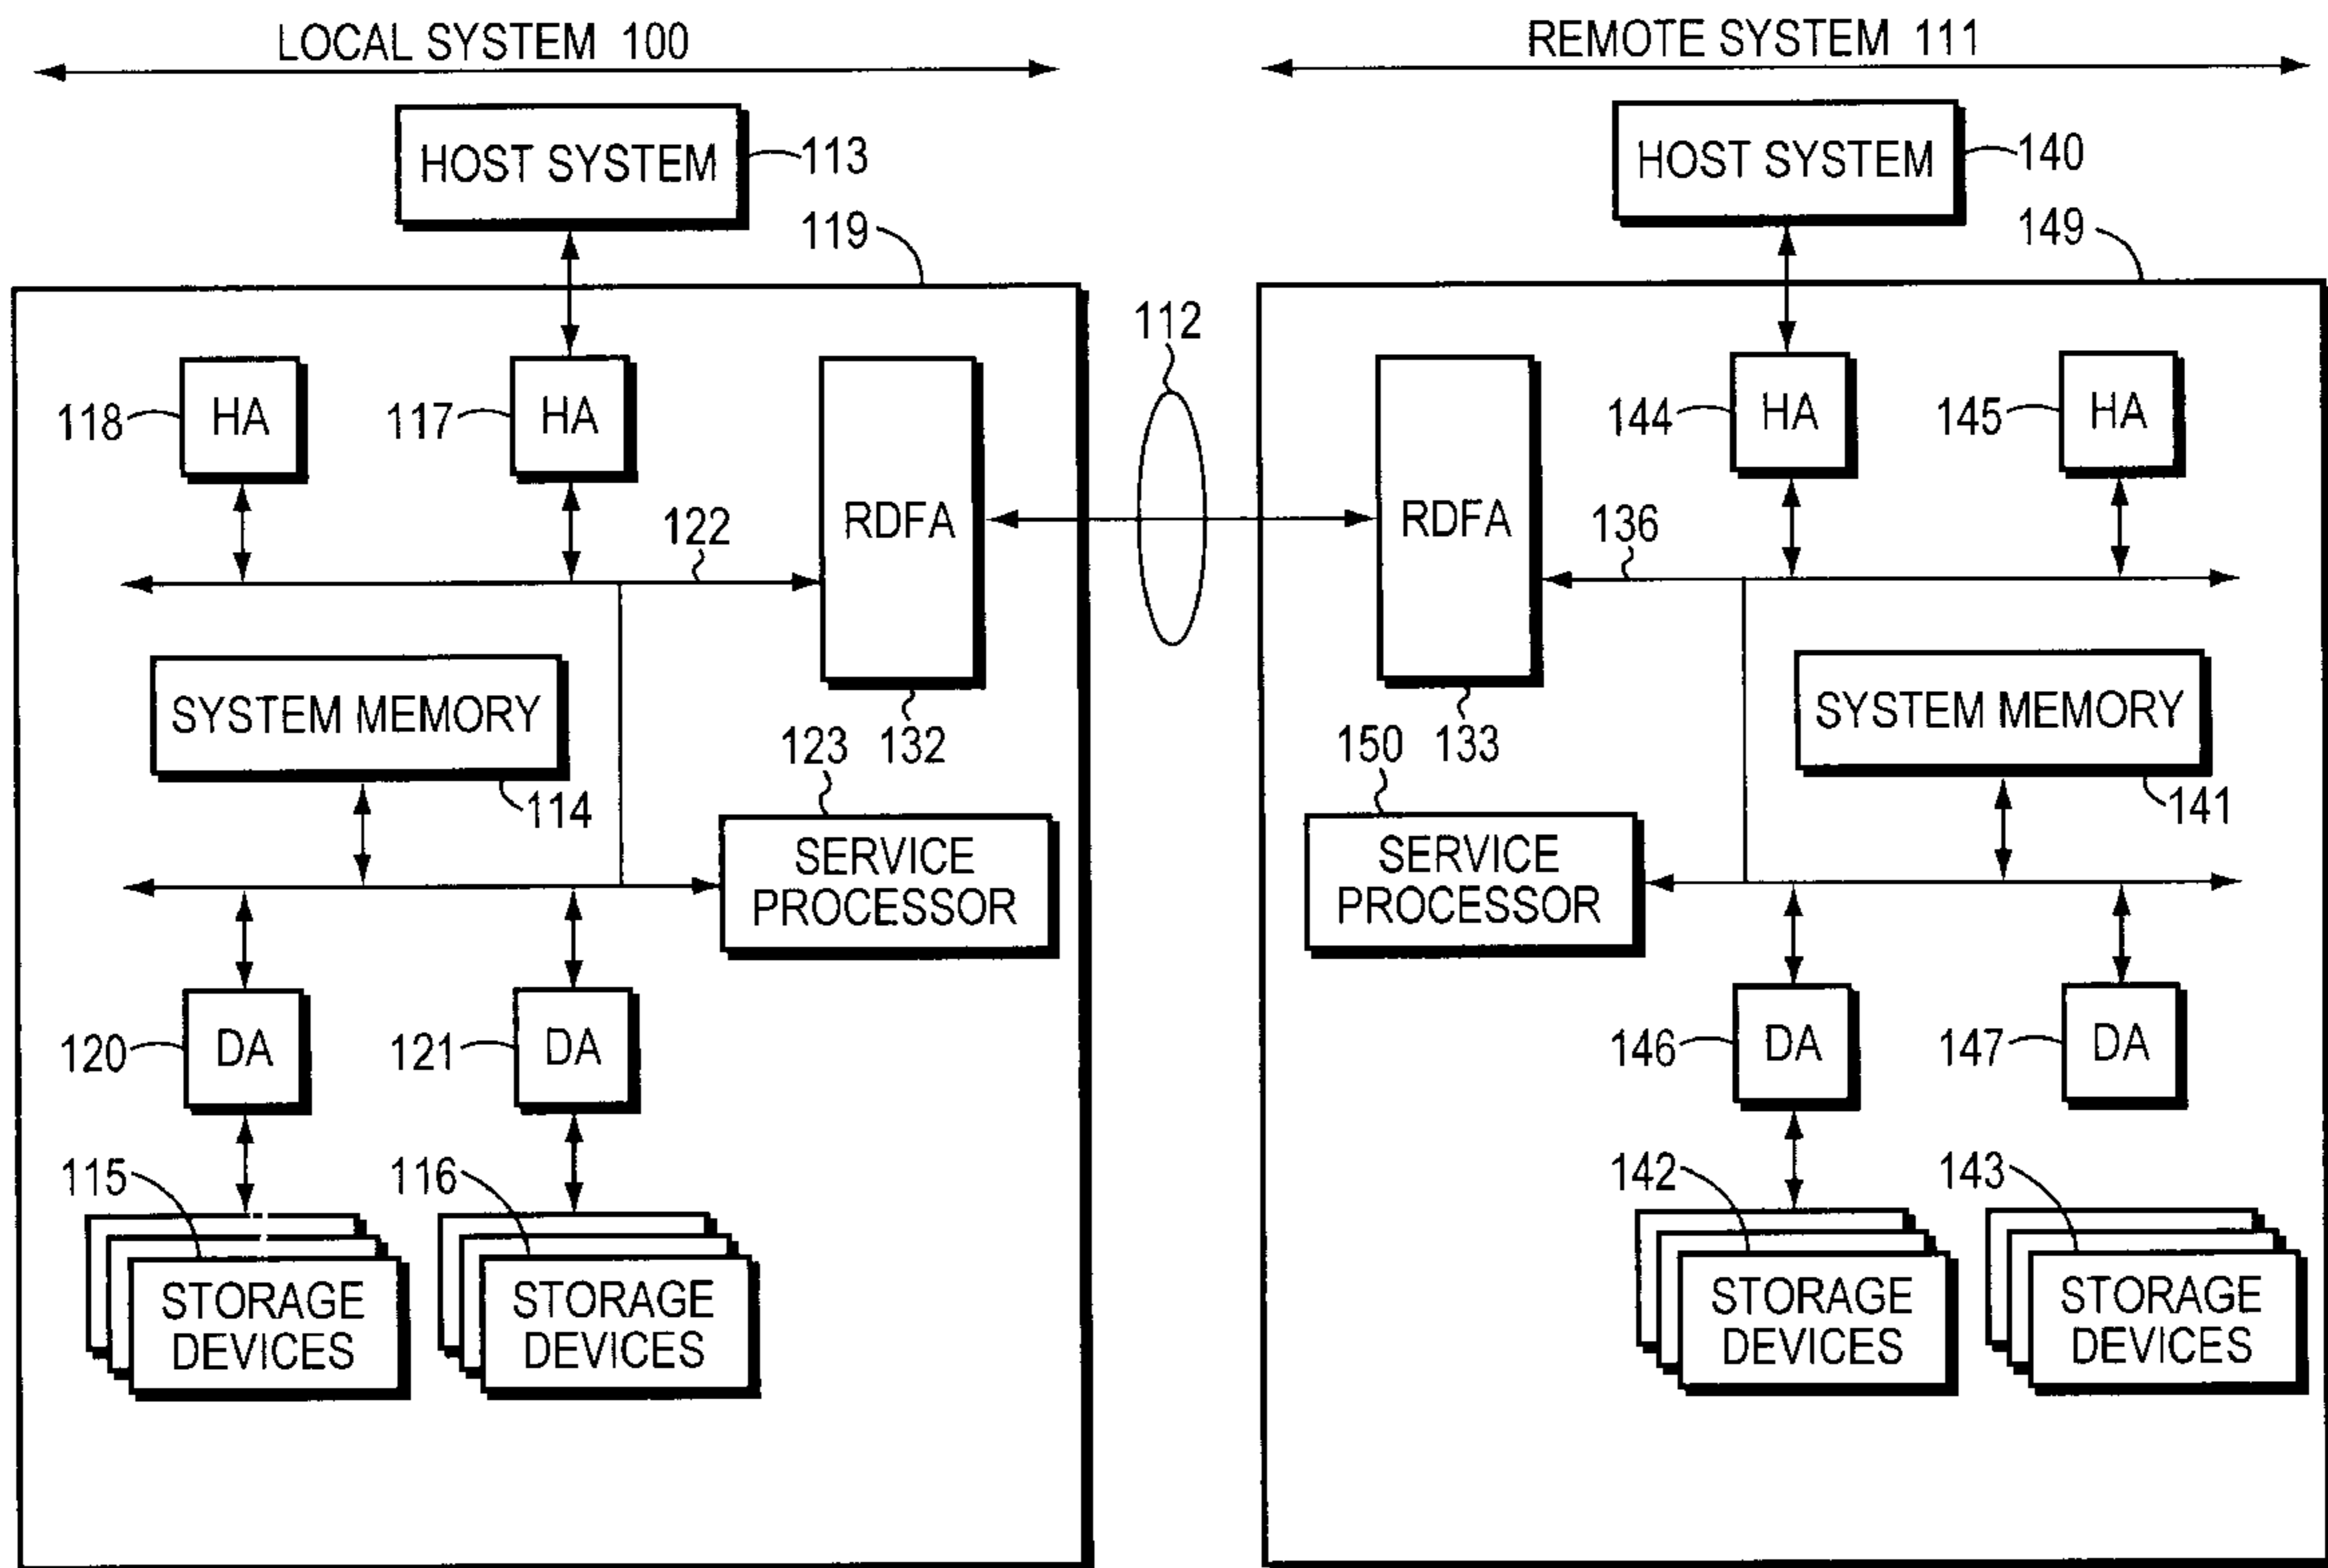 LOCAL SYSTEM 100
REMOTE SYSTEM 111
HOST SYSTEM
113
HOST SYSTEM
140
119
149
112
118
HA
117
HA
RDFA
RDFA
144
HA
145
HA
122
136
SYSTEM MEMORY
SYSTEM MEMORY
123
132
150
133
114
141
SERVICE
PROCESSOR
SERVICE
PROCESSOR
120
DA
121
DA
146
DA
147
DA
115
116
142
143
STORAGE
DEVICES
STORAGE
DEVICES
STORAGE
DEVICES
STORAGE
DEVICES